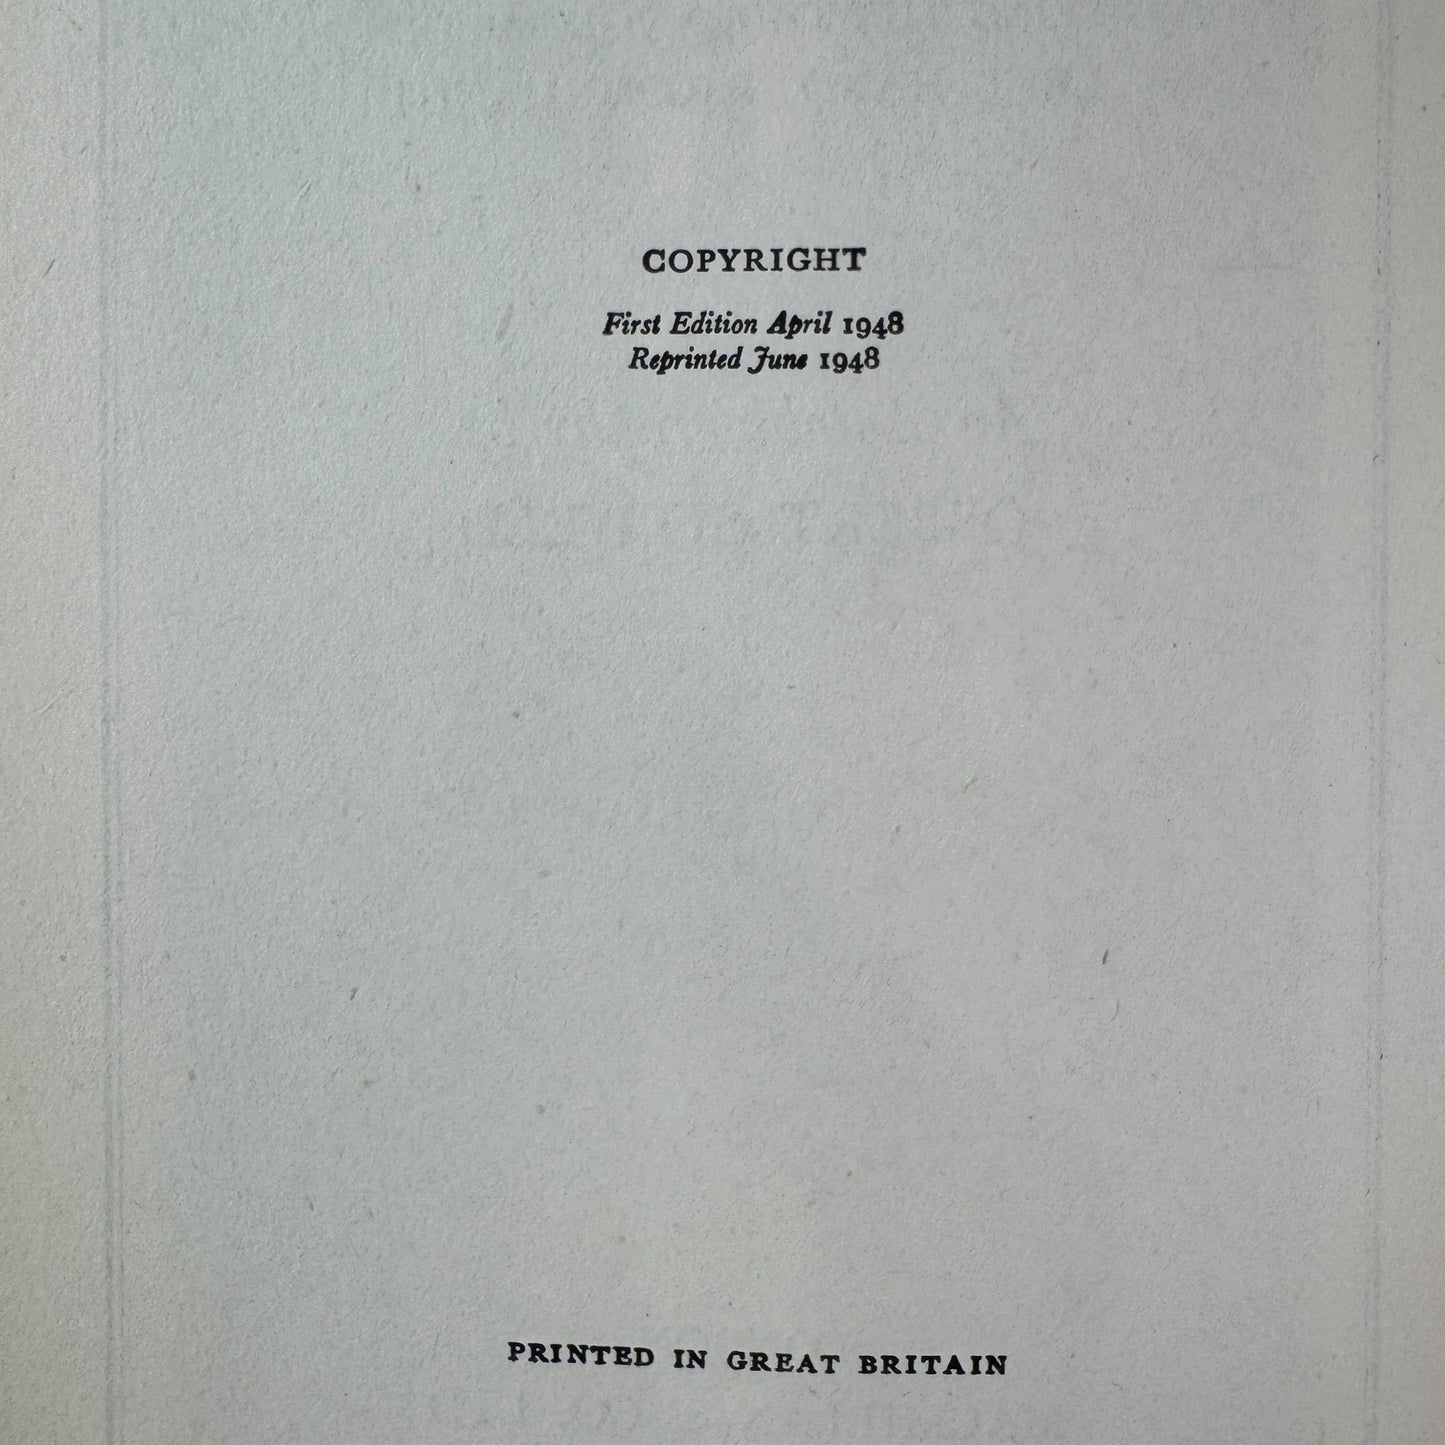 COPYRIGHT
First Edition April 1948
Reprinted June 1948
PRINTED IN GREAT BRITAIN